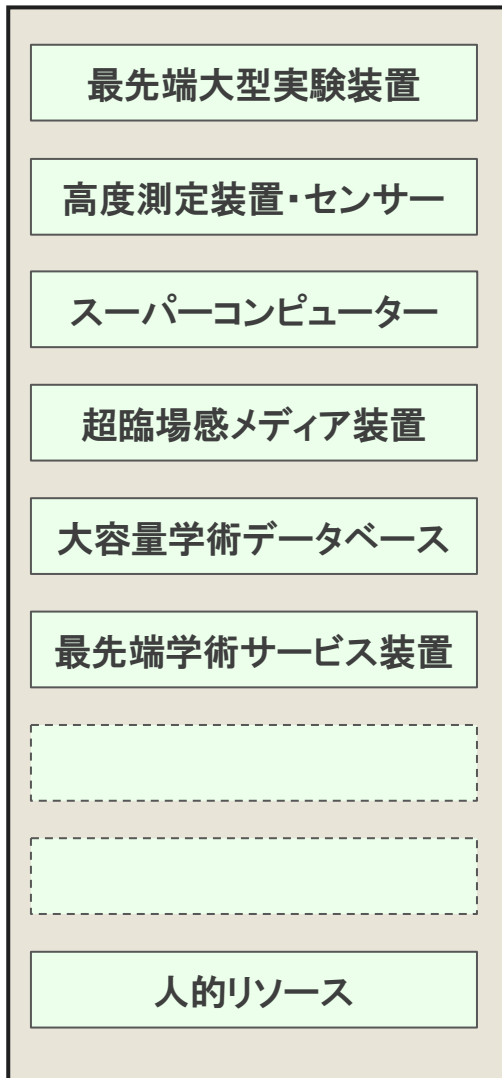 最先端大型実験装置
高度測定装置・センサー
スーパーコンピューター
超臨場感メディア装置
大容量学術データベース
最先端学術サービス装置
人的リソース